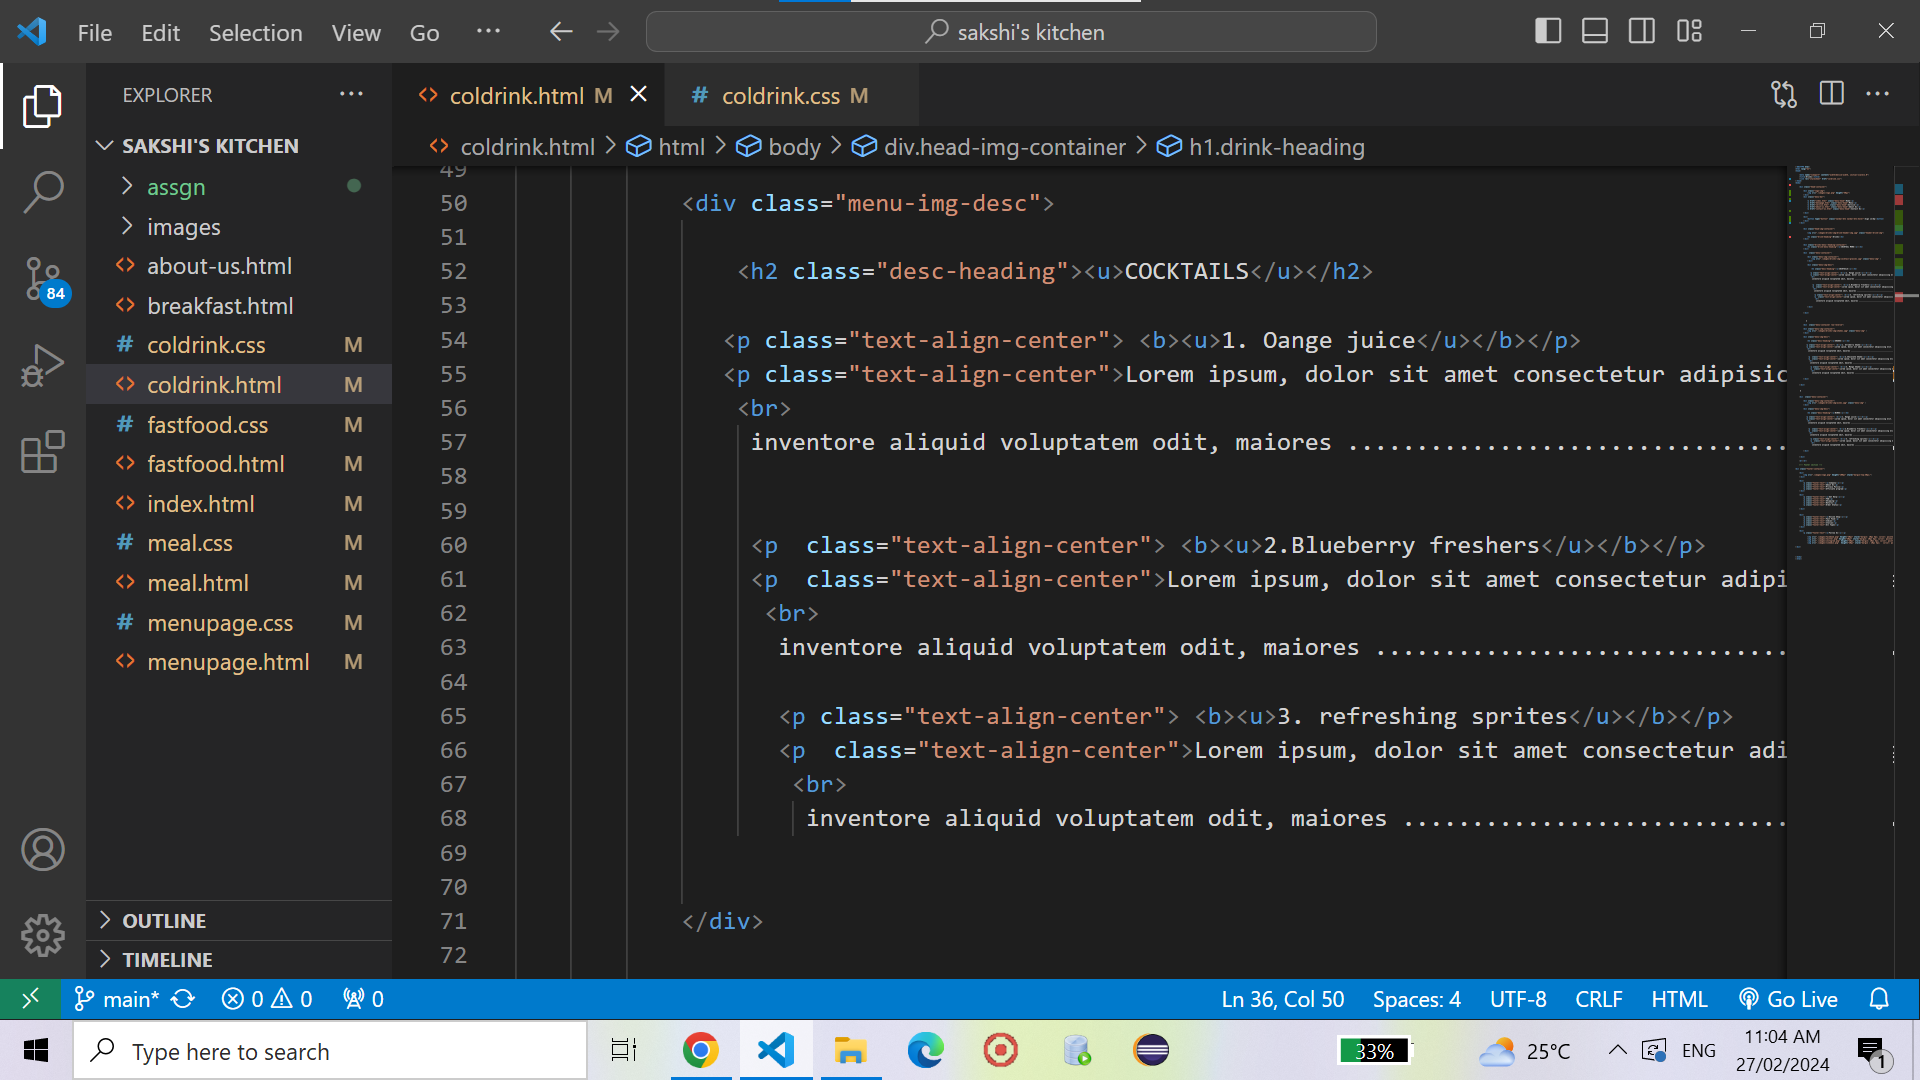 File Edit Selection View Go ··· sakshi's kitchen
EXPLORER ···
coldrink.html M
# coldrink.css M
coldrink.html > html > body > div.head-img-container > h1.drink-heading
SAKSHI'S KITCHEN
assgn
images
about-us.html
breakfast.html
# coldrink.css M
coldrink.html M
# fastfood.css M
fastfood.html M
index.html M
# meal.css M
meal.html M
# menupage.css M
menupage.html M
OUTLINE
TIMELINE
84
49
50 <div class="menu-img-desc">
51
52 <h2 class="desc-heading"><u>COCKTAILS</u></h2>
53
54 <p class="text-align-center"> <b><u>1. Oange juice</u></b></p>
55 <p class="text-align-center">Lorem ipsum, dolor sit amet consectetur adipisic
56 <br>
57 inventore aliquid voluptatem odit, maiores ................................
58
59
60 <p  class="text-align-center"> <b><u>2.Blueberry freshers</u></b></p>
61 <p  class="text-align-center">Lorem ipsum, dolor sit amet consectetur adipi
62 <br>
63 inventore aliquid voluptatem odit, maiores ..............................
64
65 <p class="text-align-center"> <b><u>3. refreshing sprites</u></b></p>
66 <p  class="text-align-center">Lorem ipsum, dolor sit amet consectetur adi
67 <br>
68 inventore aliquid voluptatem odit, maiores ............................
69
70
71 </div>
72
main* 0 0 0 Ln 36, Col 50 Spaces: 4 UTF-8 CRLF HTML Go Live
Type here to search 33% 25°C ENG 11:04 AM
27/02/2024 1